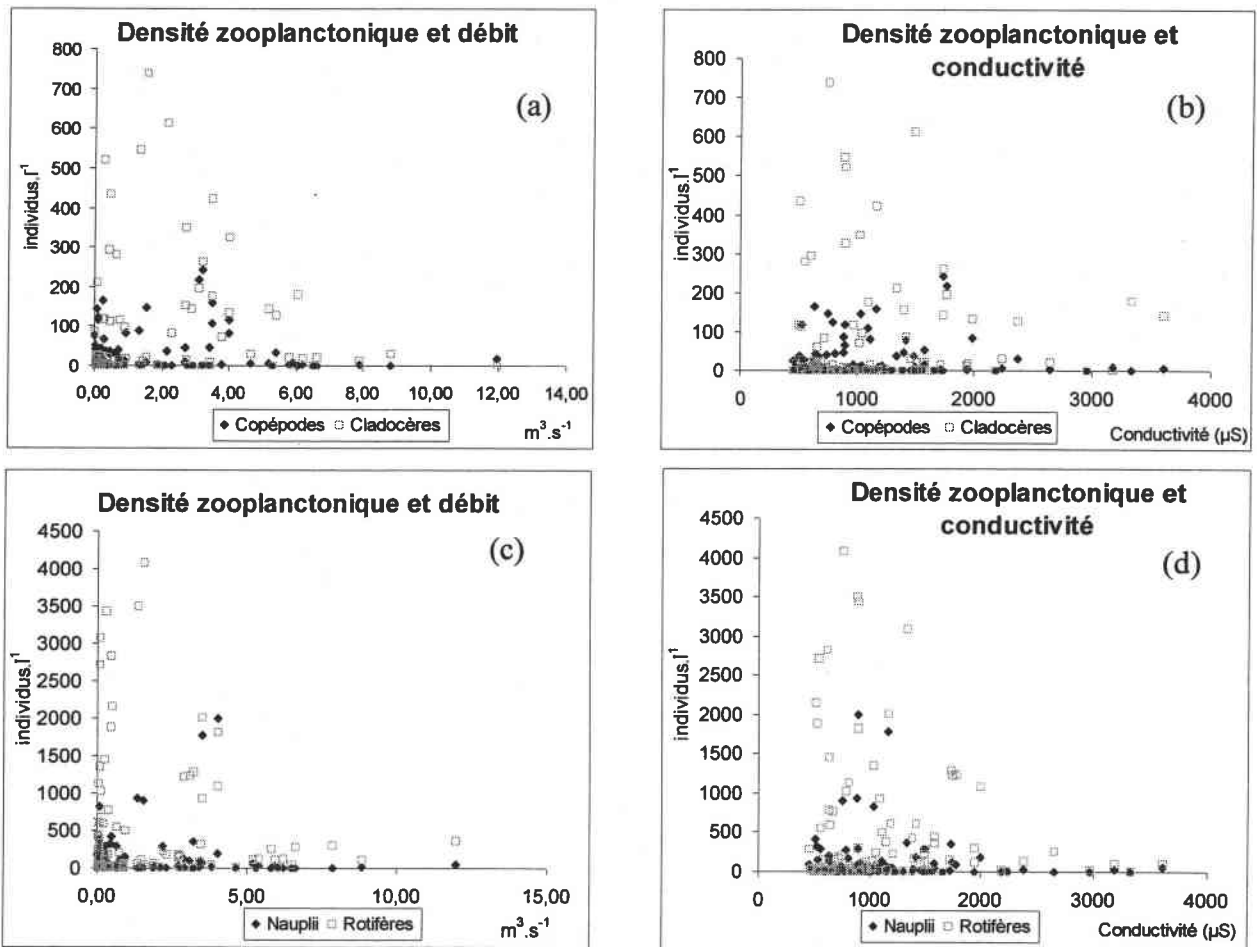 Densité zooplanctonique et débit
(a)
individus.l¹
800
700
600
500
400
300
200
100
0
0,00 2,00 4,00 6,00 8,00 10,00 12,00 14,00
Copépodes Cladocères
m³.s⁻¹
Densité zooplanctonique et
conductivité
(b)
individus.l¹
800
700
600
500
400
300
200
100
0
0 1000 2000 3000 4000
Copépodes Cladocères
Conductivité (µS)
Densité zooplanctonique et débit
(c)
individus.l¹
4500
4000
3500
3000
2500
2000
1500
1000
500
0
0,00 5,00 10,00 15,00
Nauplii Rotifères
m³.s⁻¹
Densité zooplanctonique et
conductivité
(d)
individus.l¹
4500
4000
3500
3000
2500
2000
1500
1000
500
0
0 1000 2000 3000 4000
Nauplii Rotifères
Conductivité (µS)